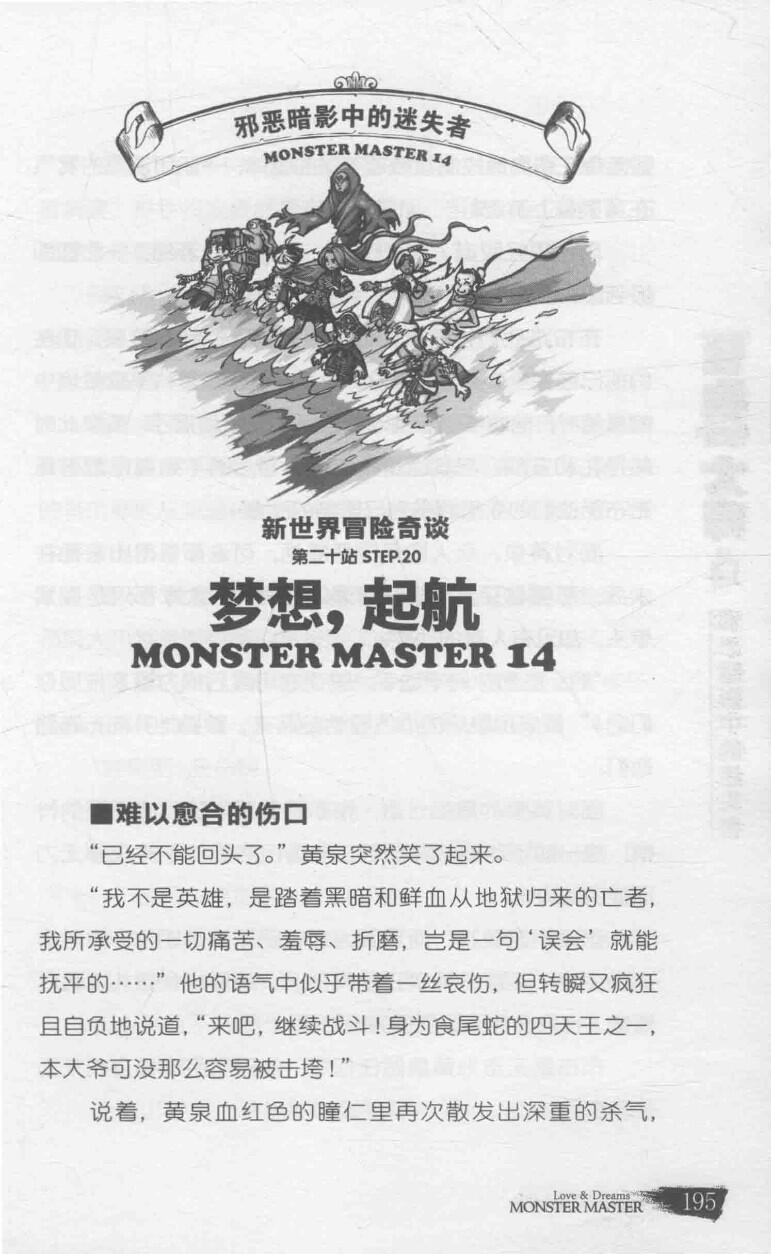 邪恶暗影中的迷失者
MONSTER MASTER 14
新世界冒险奇谈
第二十站 STEP.20
梦想，起航
MONSTER MASTER 14
■难以愈合的伤口
“已经不能回头了。”黄泉突然笑了起来。
“我不是英雄，是踏着黑暗和鲜血从地狱归来的亡者，
我所承受的一切痛苦、羞辱、折磨，岂是一句‘误会’就能
抚平的……”他的语气中似乎带着一丝哀伤，但转瞬又疯狂
且自负地说道，“来吧，继续战斗！身为食尾蛇的四天王之一，
本大爷可没那么容易被击垮！”
说着，黄泉血红色的瞳仁里再次散发出深重的杀气，
Love & Dreams
MONSTER MASTER
195